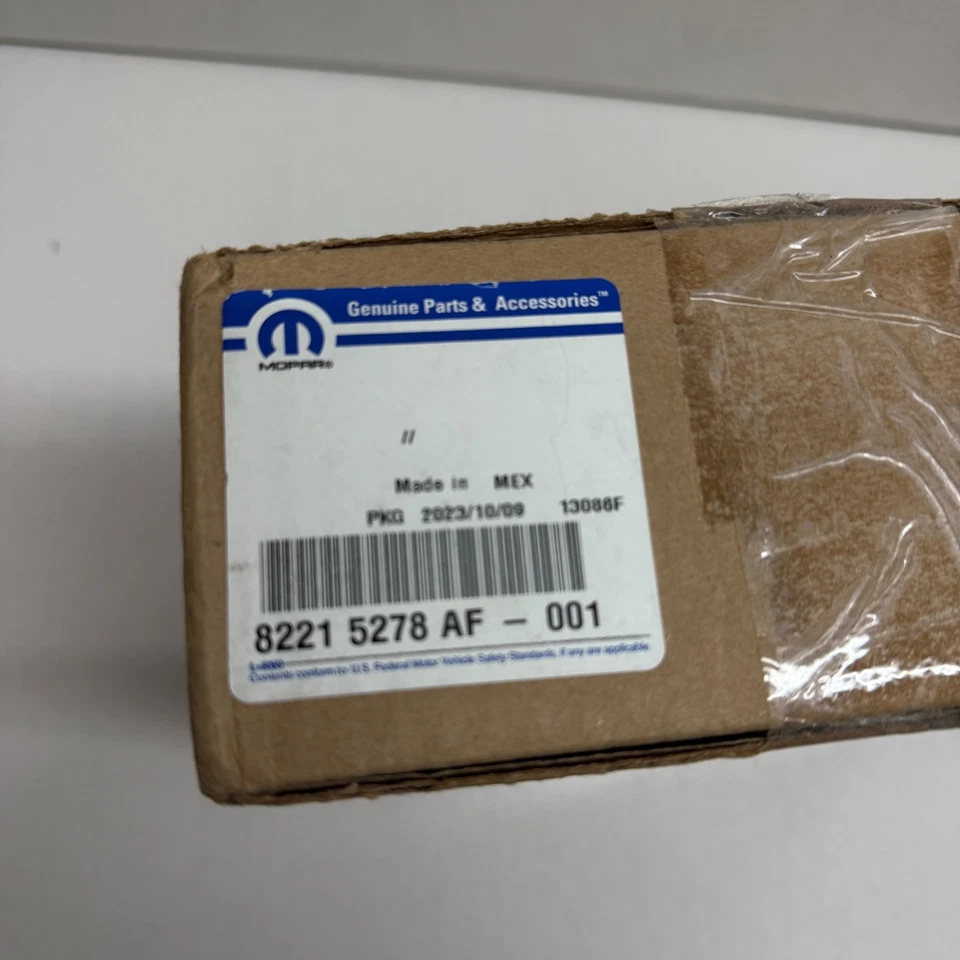 Genuine Parts & Accessories™
MOPAR®
//
Made in MEX
PKG 2023/10/09 13086F
8221 5278 AF - 001
Contents conform to U.S. Federal Motor Vehicle Safety Standards, if any are applicable